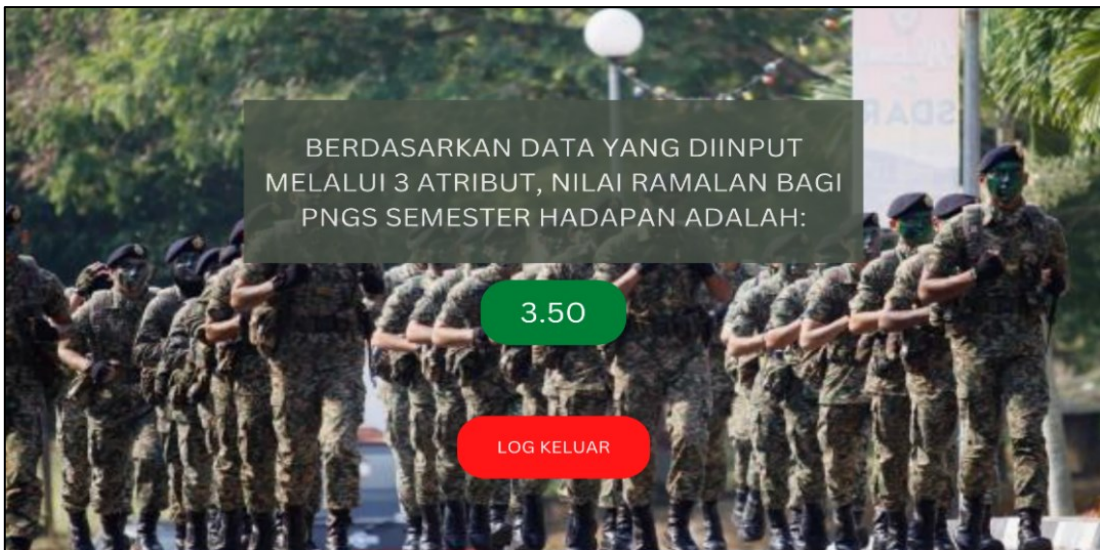 BERDASARKAN DATA YANG DIINPUT
MELALUI 3 ATRIBUT, NILAI RAMALAN BAGI
PNGS SEMESTER HADAPAN ADALAH:
3.50
LOG KELUAR